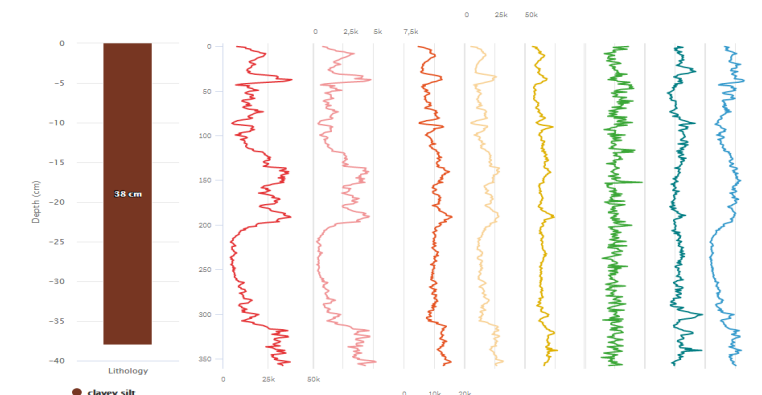 0 25k 50k
0 2,5k 5k 7,5k
0
−5
−10
−15
−20
−25
−30
−35
−40
Depth (cm)
38 cm
Lithology
clayey silt
0
50
100
150
200
250
300
350
0 25k 50k
0 10k 20k